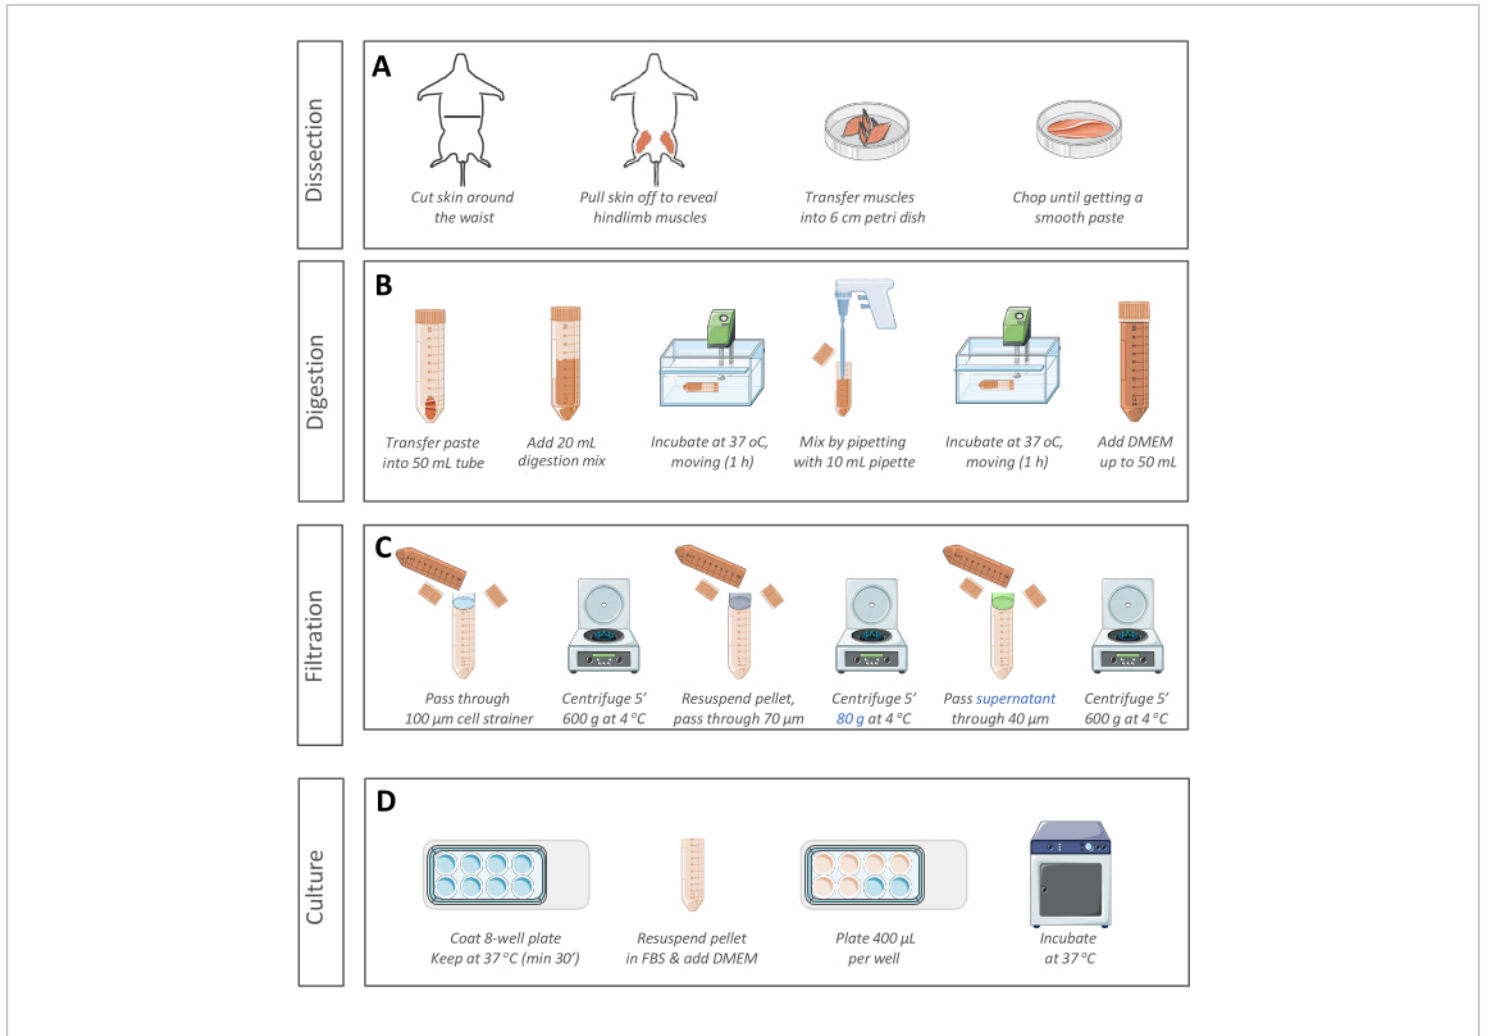 Dissection
A
Cut skin around
the waist
Pull skin off to reveal
hindlimb muscles
Transfer muscles
into 6 cm petri dish
Chop until getting a
smooth paste
Digestion
B
Transfer paste
into 50 mL tube
Add 20 mL
digestion mix
Incubate at 37 oC,
moving (1 h)
Mix by pipetting
with 10 mL pipette
Incubate at 37 oC,
moving (1 h)
Add DMEM
up to 50 mL
Filtration
C
Pass through
100 µm cell strainer
Centrifuge 5’
600 g at 4 °C
Resuspend pellet,
pass through 70 µm
Centrifuge 5’
80 g at 4 °C
Pass supernatant
through 40 µm
Centrifuge 5’
600 g at 4 °C
Culture
D
Coat 8-well plate
Keep at 37 °C (min 30’)
Resuspend pellet
in FBS & add DMEM
Plate 400 µL
per well
Incubate
at 37 °C